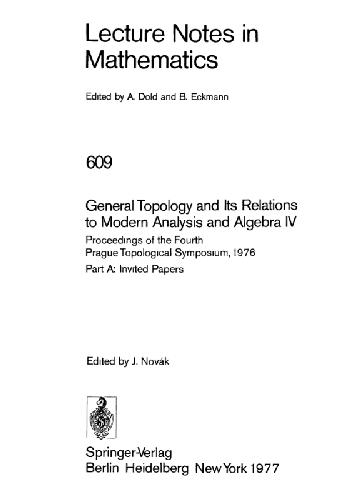 Lecture Notes in
Mathematics
Edited by A. Dold and B. Eckmann
609
General Topology and Its Relations
to Modern Analysis and Algebra IV
Proceedings of the Fourth
Prague Topological Symposium, 1976
Part A: Invited Papers
Edited by J. Novák
Springer-Verlag
Berlin Heidelberg New York 1977